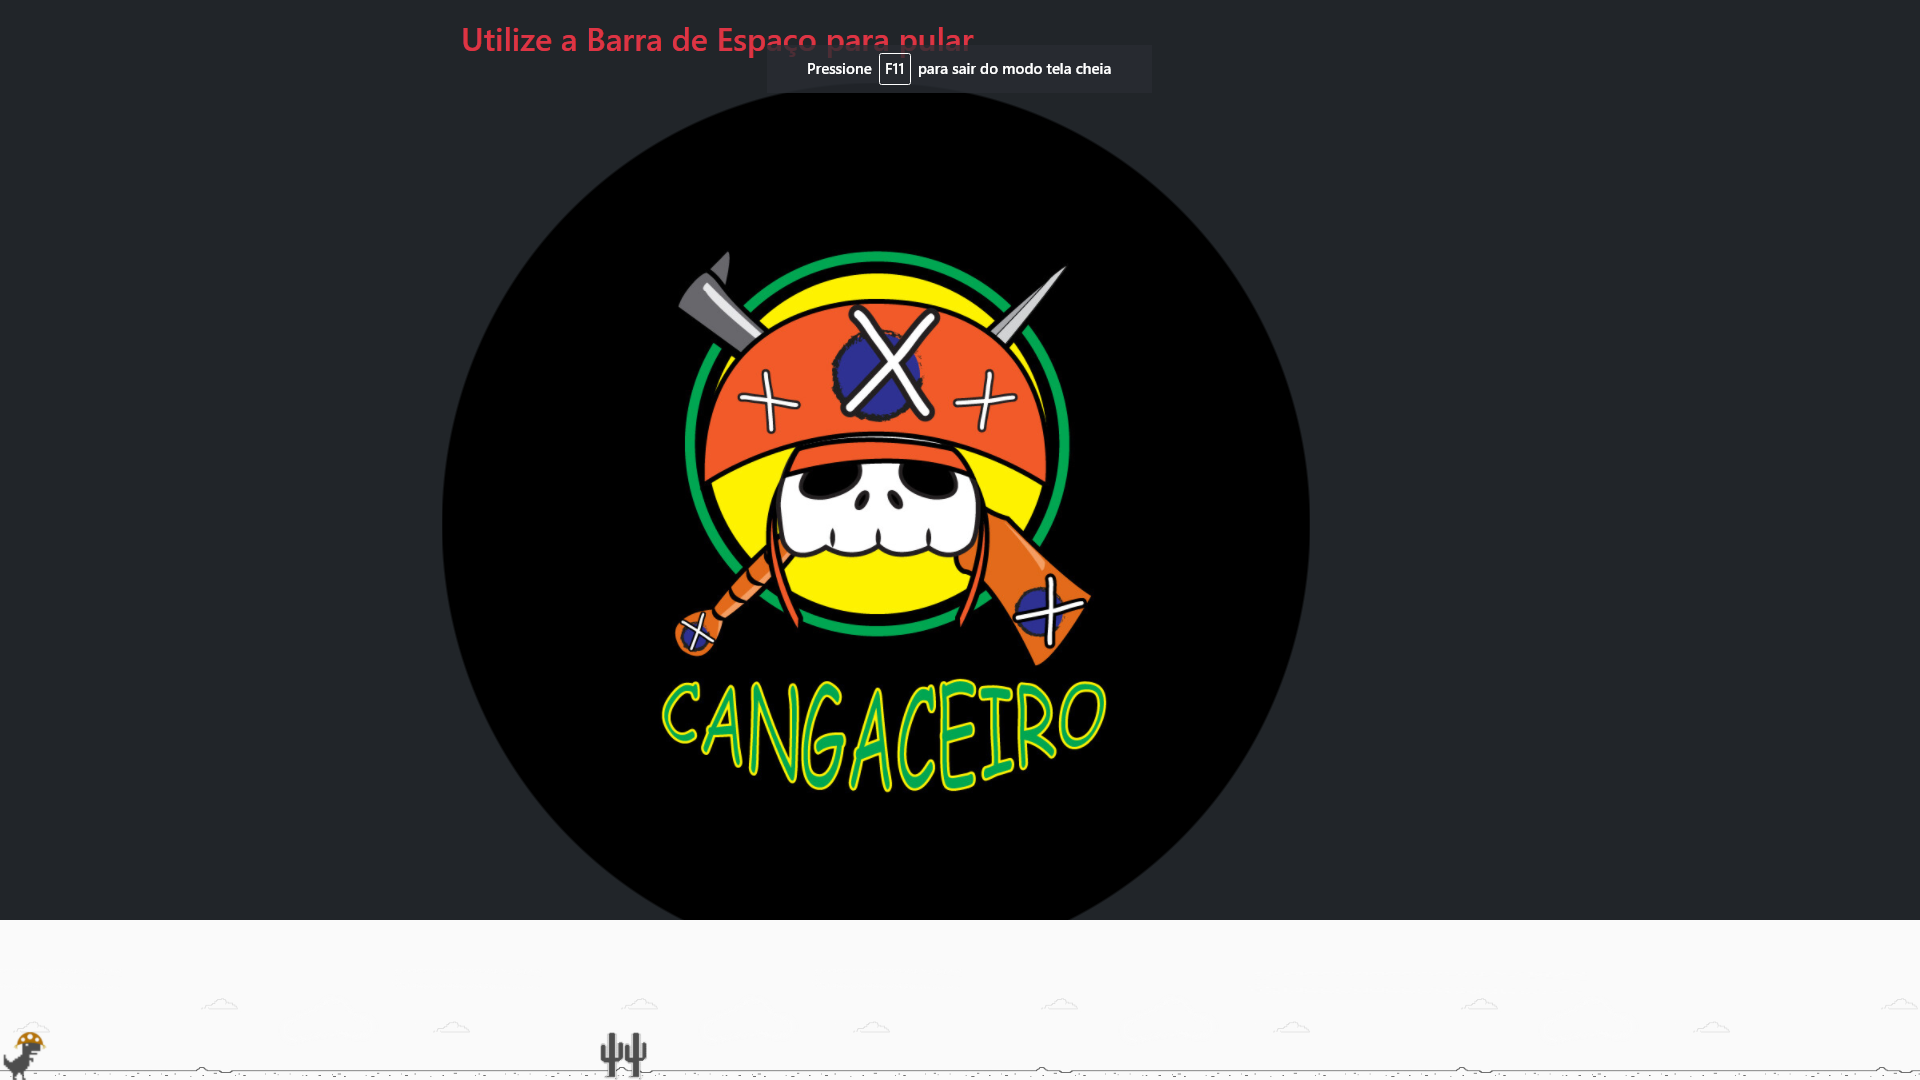 Utilize a Barra de Espaço para pular
Pressione F11 para sair do modo tela cheia
CANGACEIRO